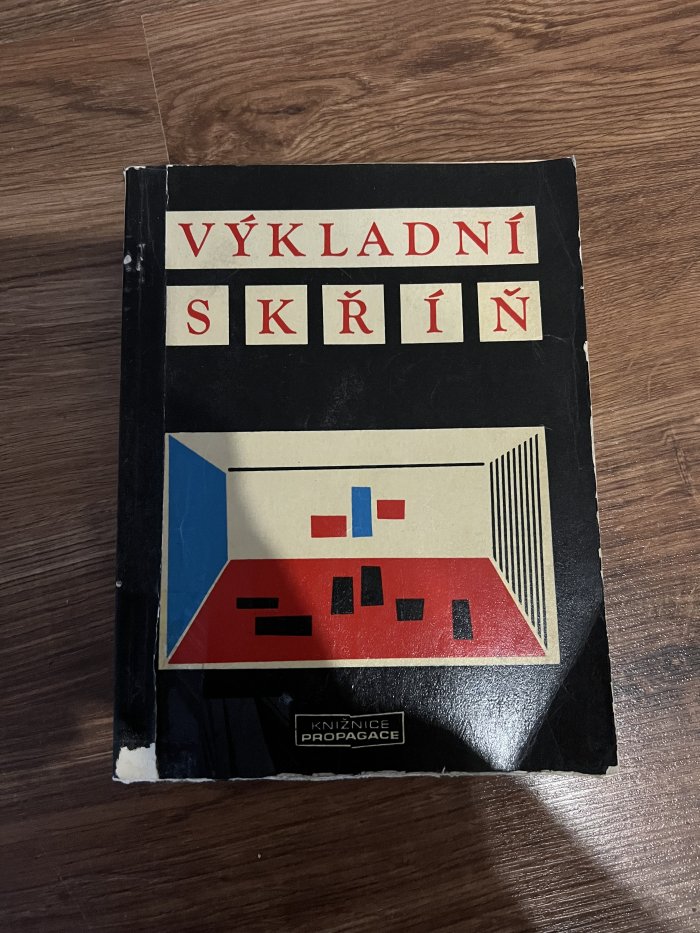 VÝKLADNÍ
SKŘÍŇ
KNIŽNICE
PROPAGACE